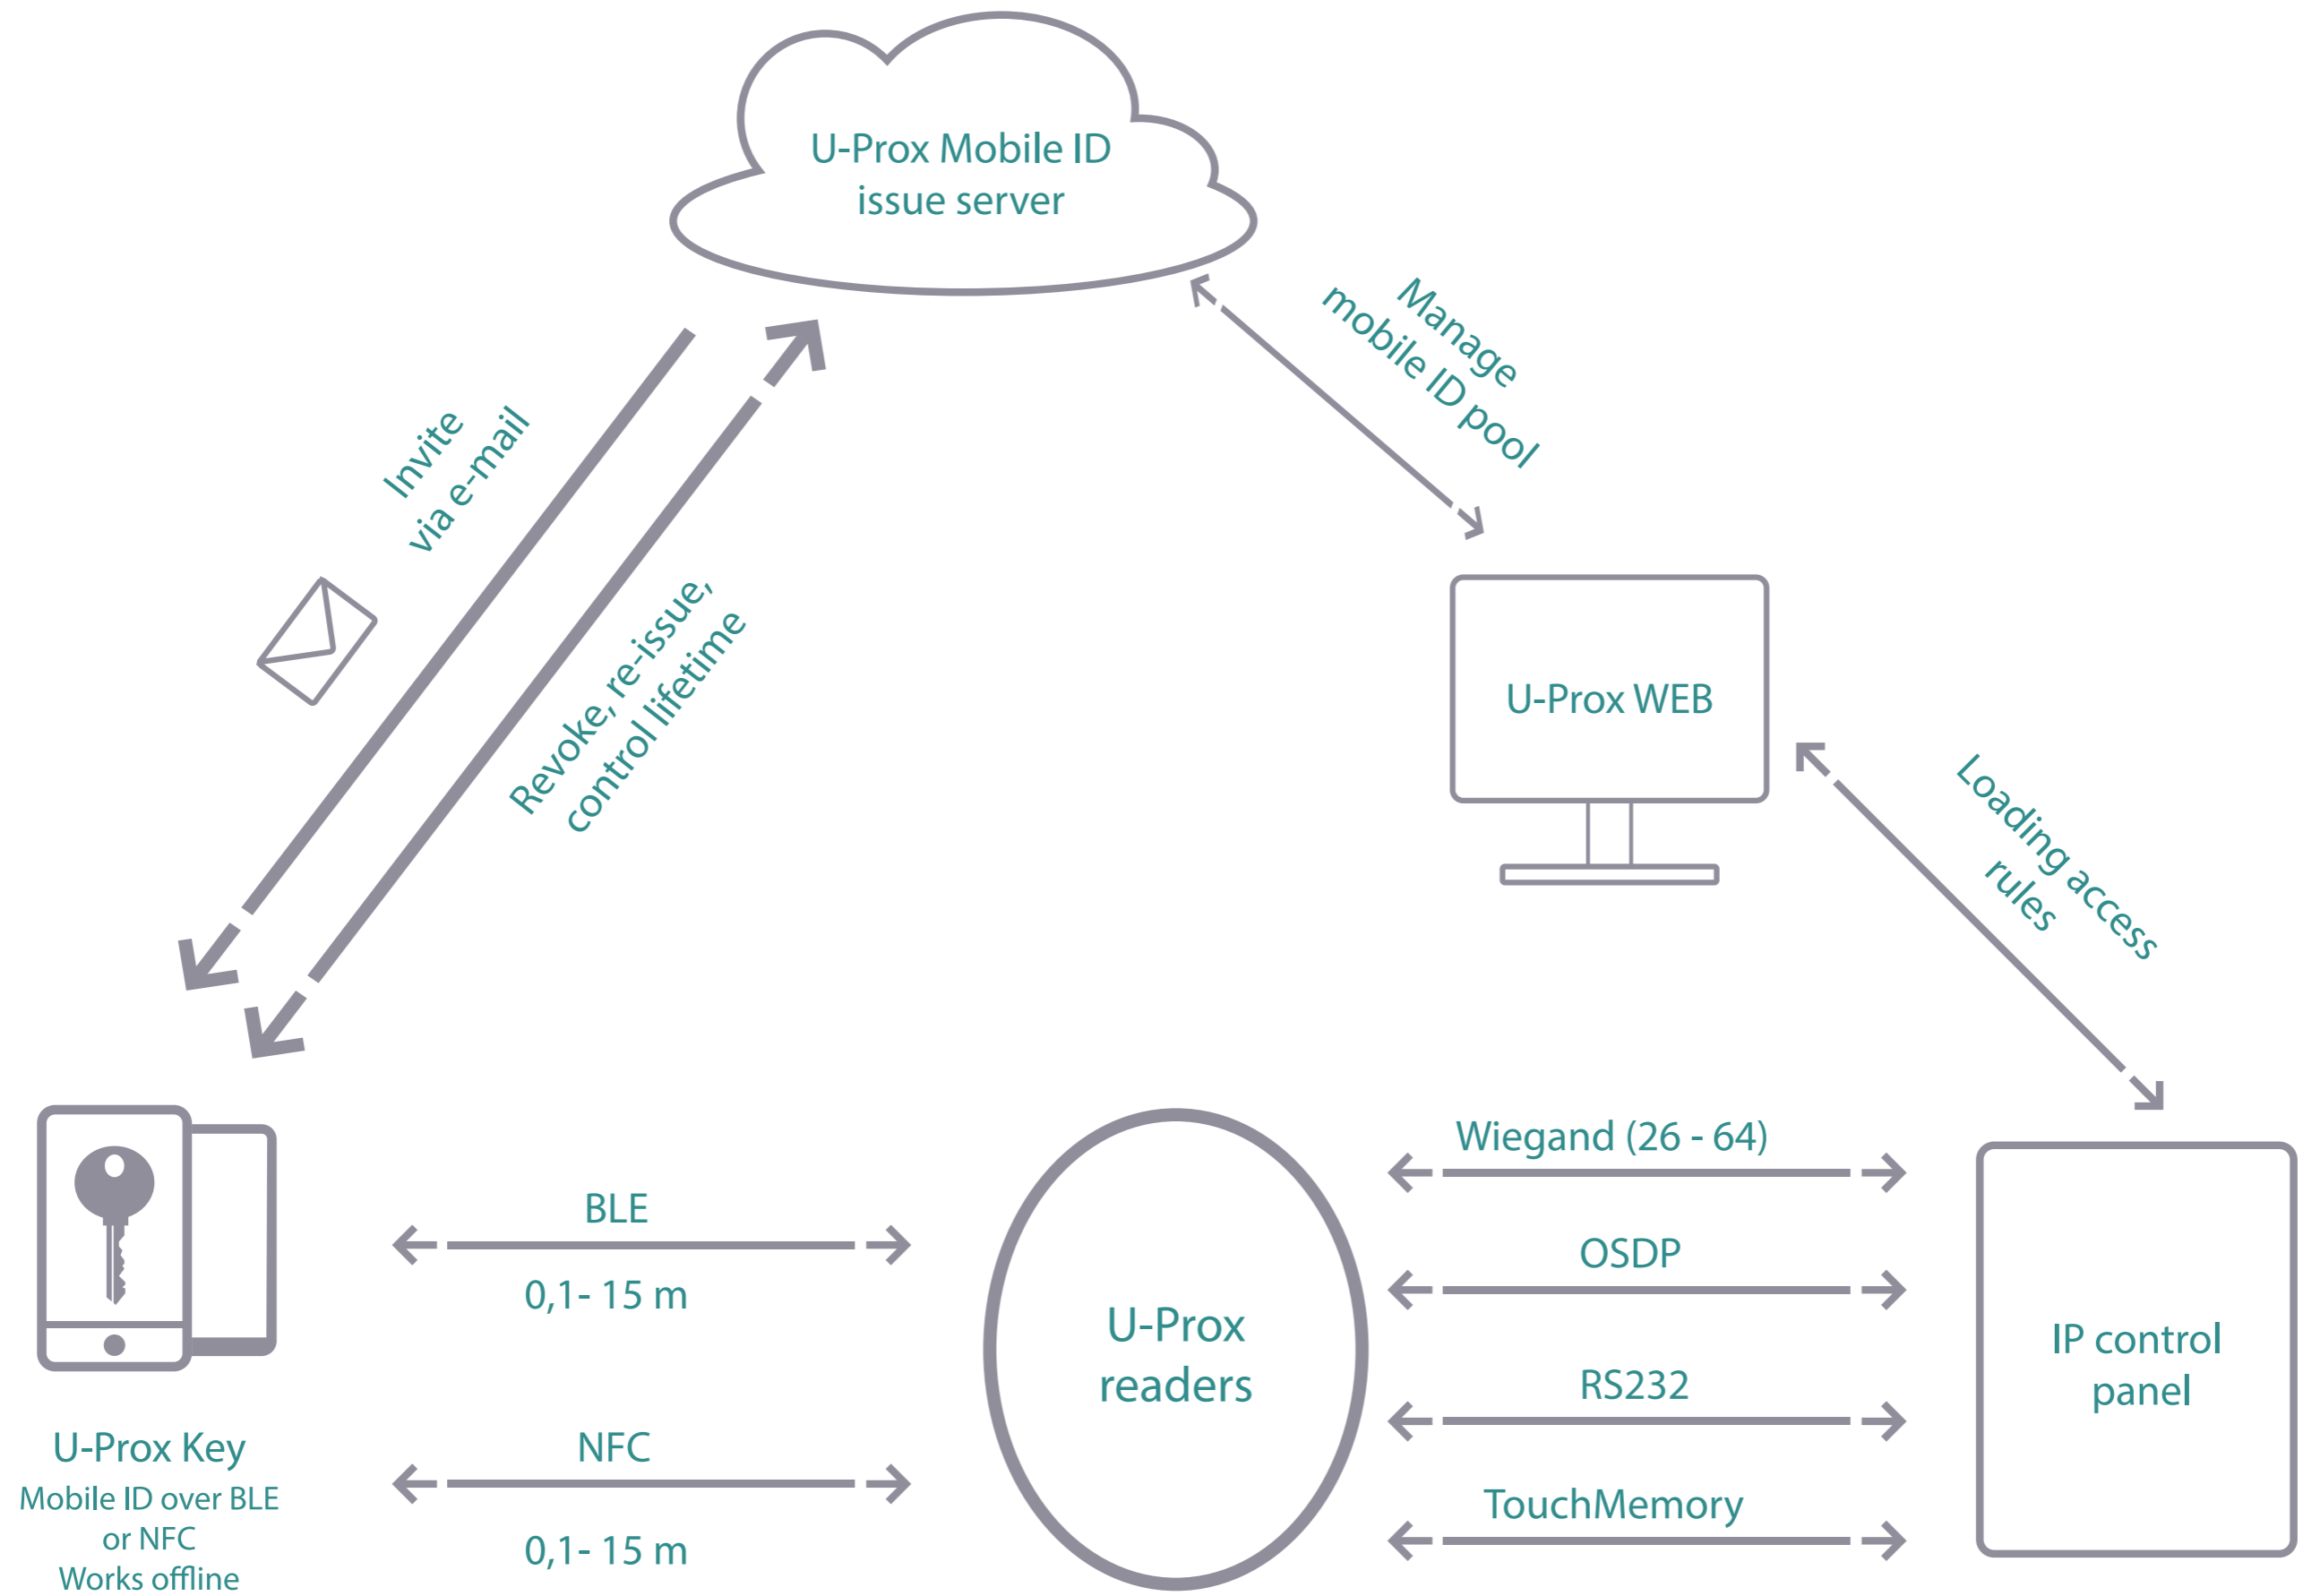 U-Prox Mobile ID
issue server
Manage
mobile ID pool
Invite
via e-mail
Revoke, re-issue,
control lifetime
U-Prox WEB
Loading access
rules
Wiegand (26 - 64)
BLE
0,1- 15 m
OSDP
U-Prox
readers
RS232
IP control
panel
U-Prox Key
Mobile ID over BLE
or NFC
Works offline
NFC
0,1- 15 m
TouchMemory